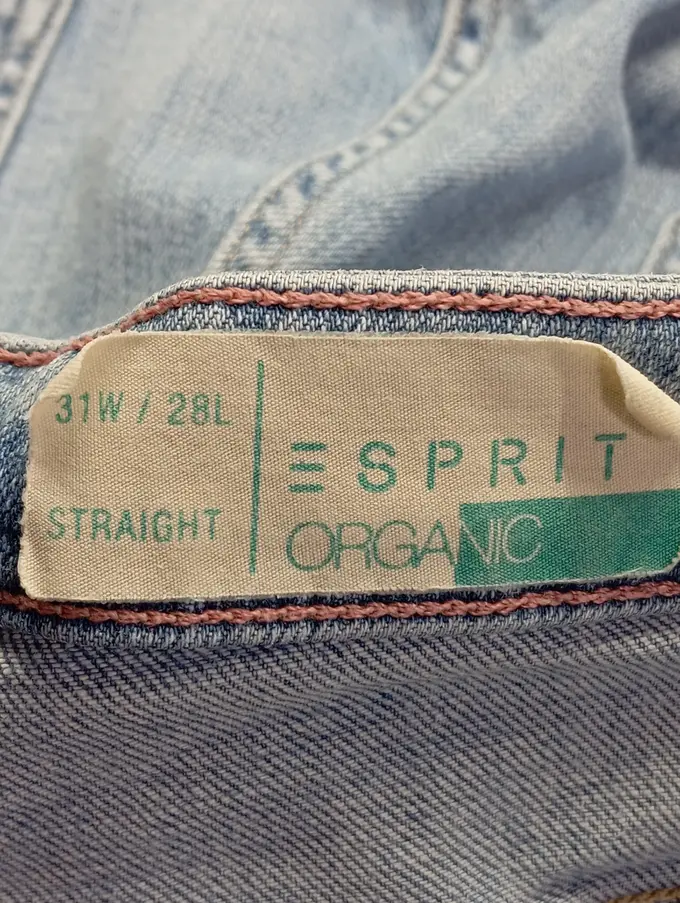 31W / 28L
STRAIGHT
ESPRIT
ORGANIC